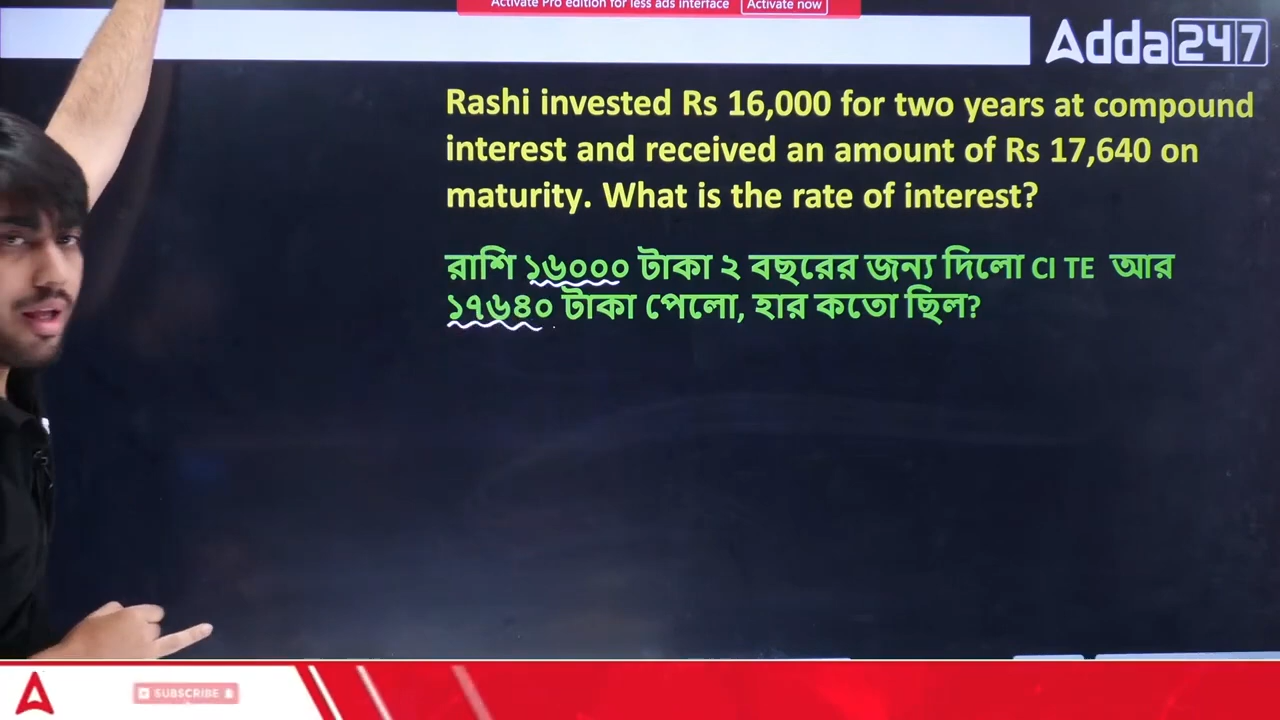 Activate Pro edition for less ads interface Activate now
Adda247
Rashi invested Rs 16,000 for two years at compound
interest and received an amount of Rs 17,640 on
maturity. What is the rate of interest?
রাশি ১৬০০০ টাকা ২ বছরের জন্য দিলো CI TE আর
১৭৬৪০ টাকা পেলো, হার কতো ছিল?
SUBSCRIBE